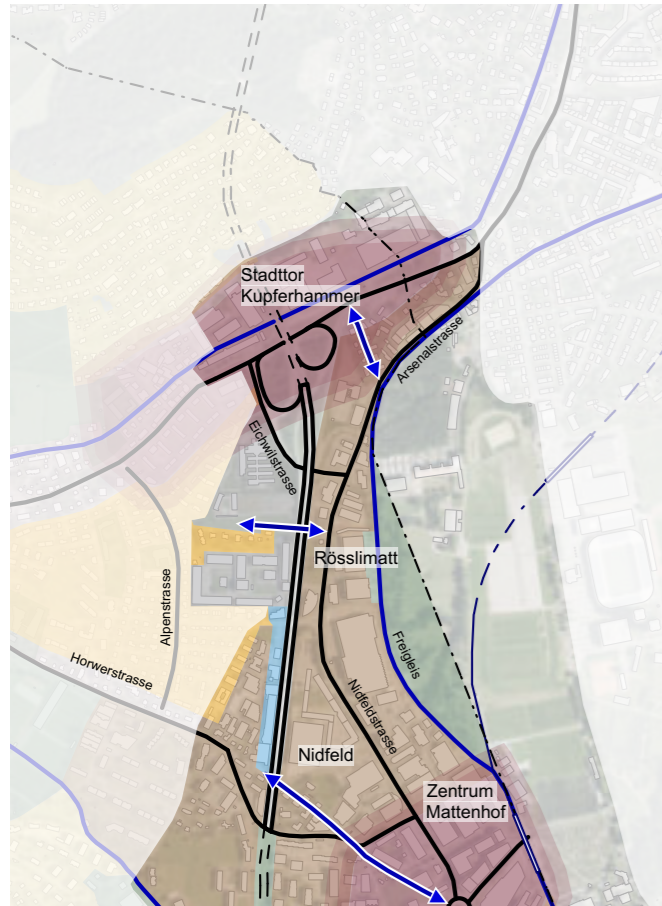 Stadttor
Kupferhammer
Arsenalstrasse
Eichwilstrasse
Rösslimatt
Alpenstrasse
Freigleis
Horwerstrasse
Nidfeldstrasse
Nidfeld
Zentrum
Mattenhof